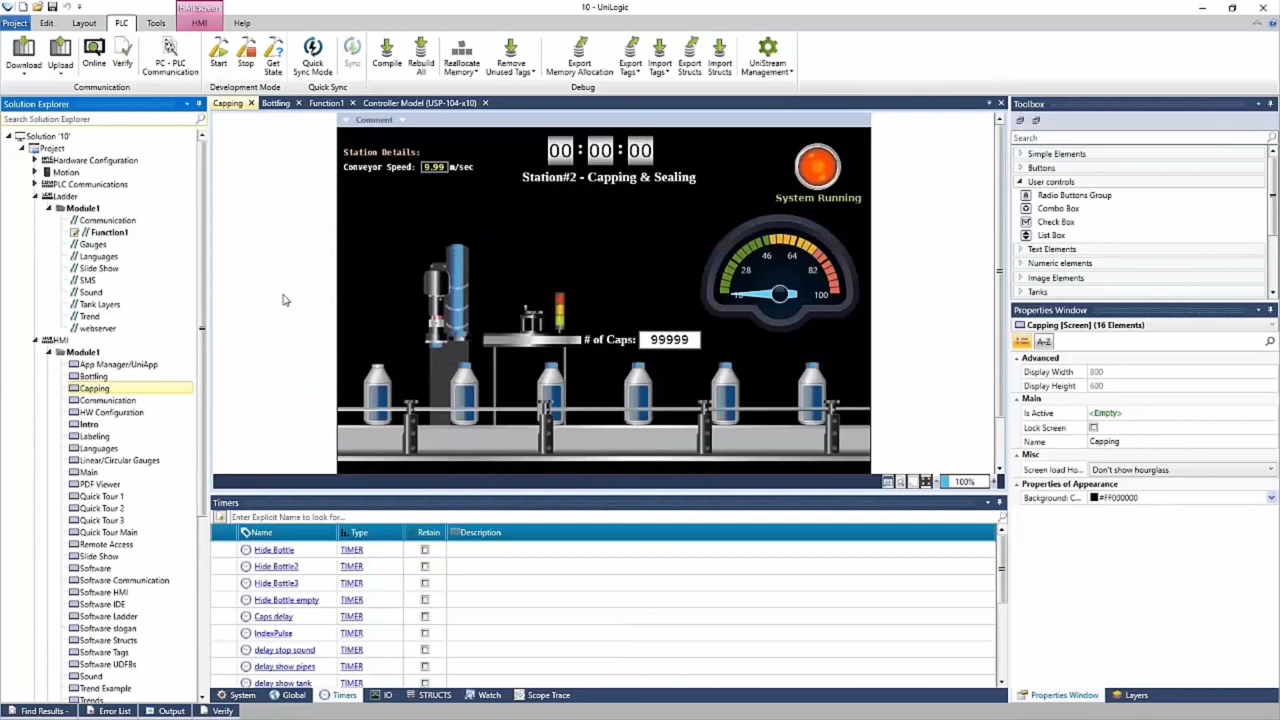 HMI Screen
10 - UniLogic
Project Edit Layout PLC Tools HMI Help
Download Upload Online Verify PC - PLC Communication Start Stop Get State Quick Sync Mode Sync Compile Rebuild All Reallocate Memory Remove Unused Tags Export Memory Allocation Export Tags Import Tags Export Structs Import Structs UniStream Management
Communication Development Mode Quick Sync Debug
Solution Explorer
Search Solution Explorer
Solution '10'
Project
Hardware Configuration
Motion
PLC Communications
Ladder
Module1
Communication
Function1
Gauges
Languages
Slide Show
SMS
Sound
Tank Layers
Trend
webserver
HMI
Module1
App Manager/UniApp
Bottling
Capping
Communication
HW Configuration
Intro
Labeling
Languages
Linear/Circular Gauges
Main
PDF Viewer
Quick Tour 1
Quick Tour 2
Quick Tour 3
Quick Tour Main
Remote Access
Slide Show
Software
Software Communication
Software HMI
Software IDE
Software Ladder
Software slogan
Software Structs
Software Tags
Software UDFBs
Sound
Trend Example
Trends
Capping Bottling Function1 Controller Model (USP-104-x10)
Comment
Station Details:
Conveyor Speed: 9.99 m/sec
00:00:00
Station#2 - Capping & Sealing
System Running
46 64
28 82
10 100
# of Caps: 99999
100%
Timers
Enter Explicit Name to look for...
Name Type Retain Description
Hide Bottle TIMER
Hide Bottle2 TIMER
Hide Bottle3 TIMER
Hide Bottle empty TIMER
Caps delay TIMER
IndexPulse TIMER
delay stop sound TIMER
delay show pipes TIMER
delay show tank TIMER
System Global Timers IO STRUCTS Watch Scope Trace
Toolbox
Search
Simple Elements
Buttons
User controls
Radio Buttons Group
Combo Box
Check Box
List Box
Text Elements
Numeric elements
Image Elements
Tanks
Properties Window
Capping [Screen] (16 Elements)
A-Z
Advanced
Display Width 800
Display Height 600
Main
Is Active <Empty>
Lock Screen
Name Capping
Misc
Screen load Ho... Don't show hourglass
Properties of Appearance
Background: C... #FF000000
Properties Window Layers
Find Results - Error List Output Verify